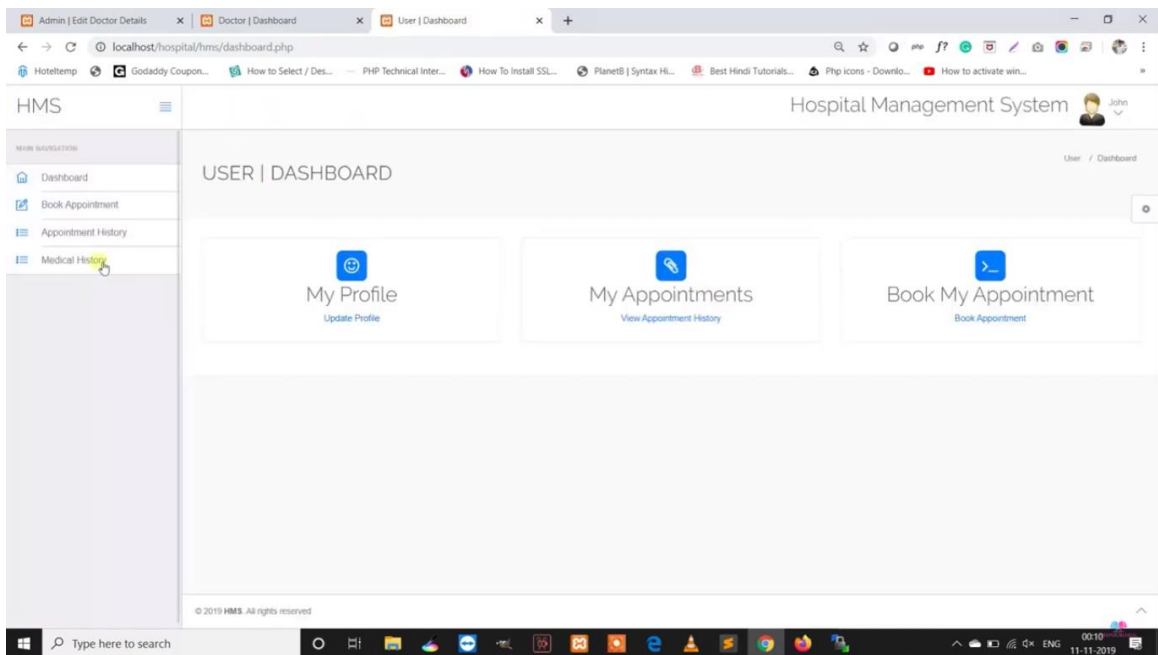 Admin | Edit Doctor Details
Doctor | Dashboard
User | Dashboard
localhost/hospital/hms/dashboard.php
Hoteltemp
Godaddy Coupon...
How to Select / Des...
PHP Technical Inter...
How To Install SSL...
PlanetB | Syntax Hi...
Best Hindi Tutorials...
Php icons - Downlo...
How to activate win...
HMS
Hospital Management System
John
MAIN NAVIGATION
Dashboard
Book Appointment
Appointment History
Medical History
USER | DASHBOARD
User / Dashboard
My Profile
Update Profile
My Appointments
View Appointment History
Book My Appointment
Book Appointment
© 2019 HMS. All rights reserved
Type here to search
ENG
00:10
11-11-2019